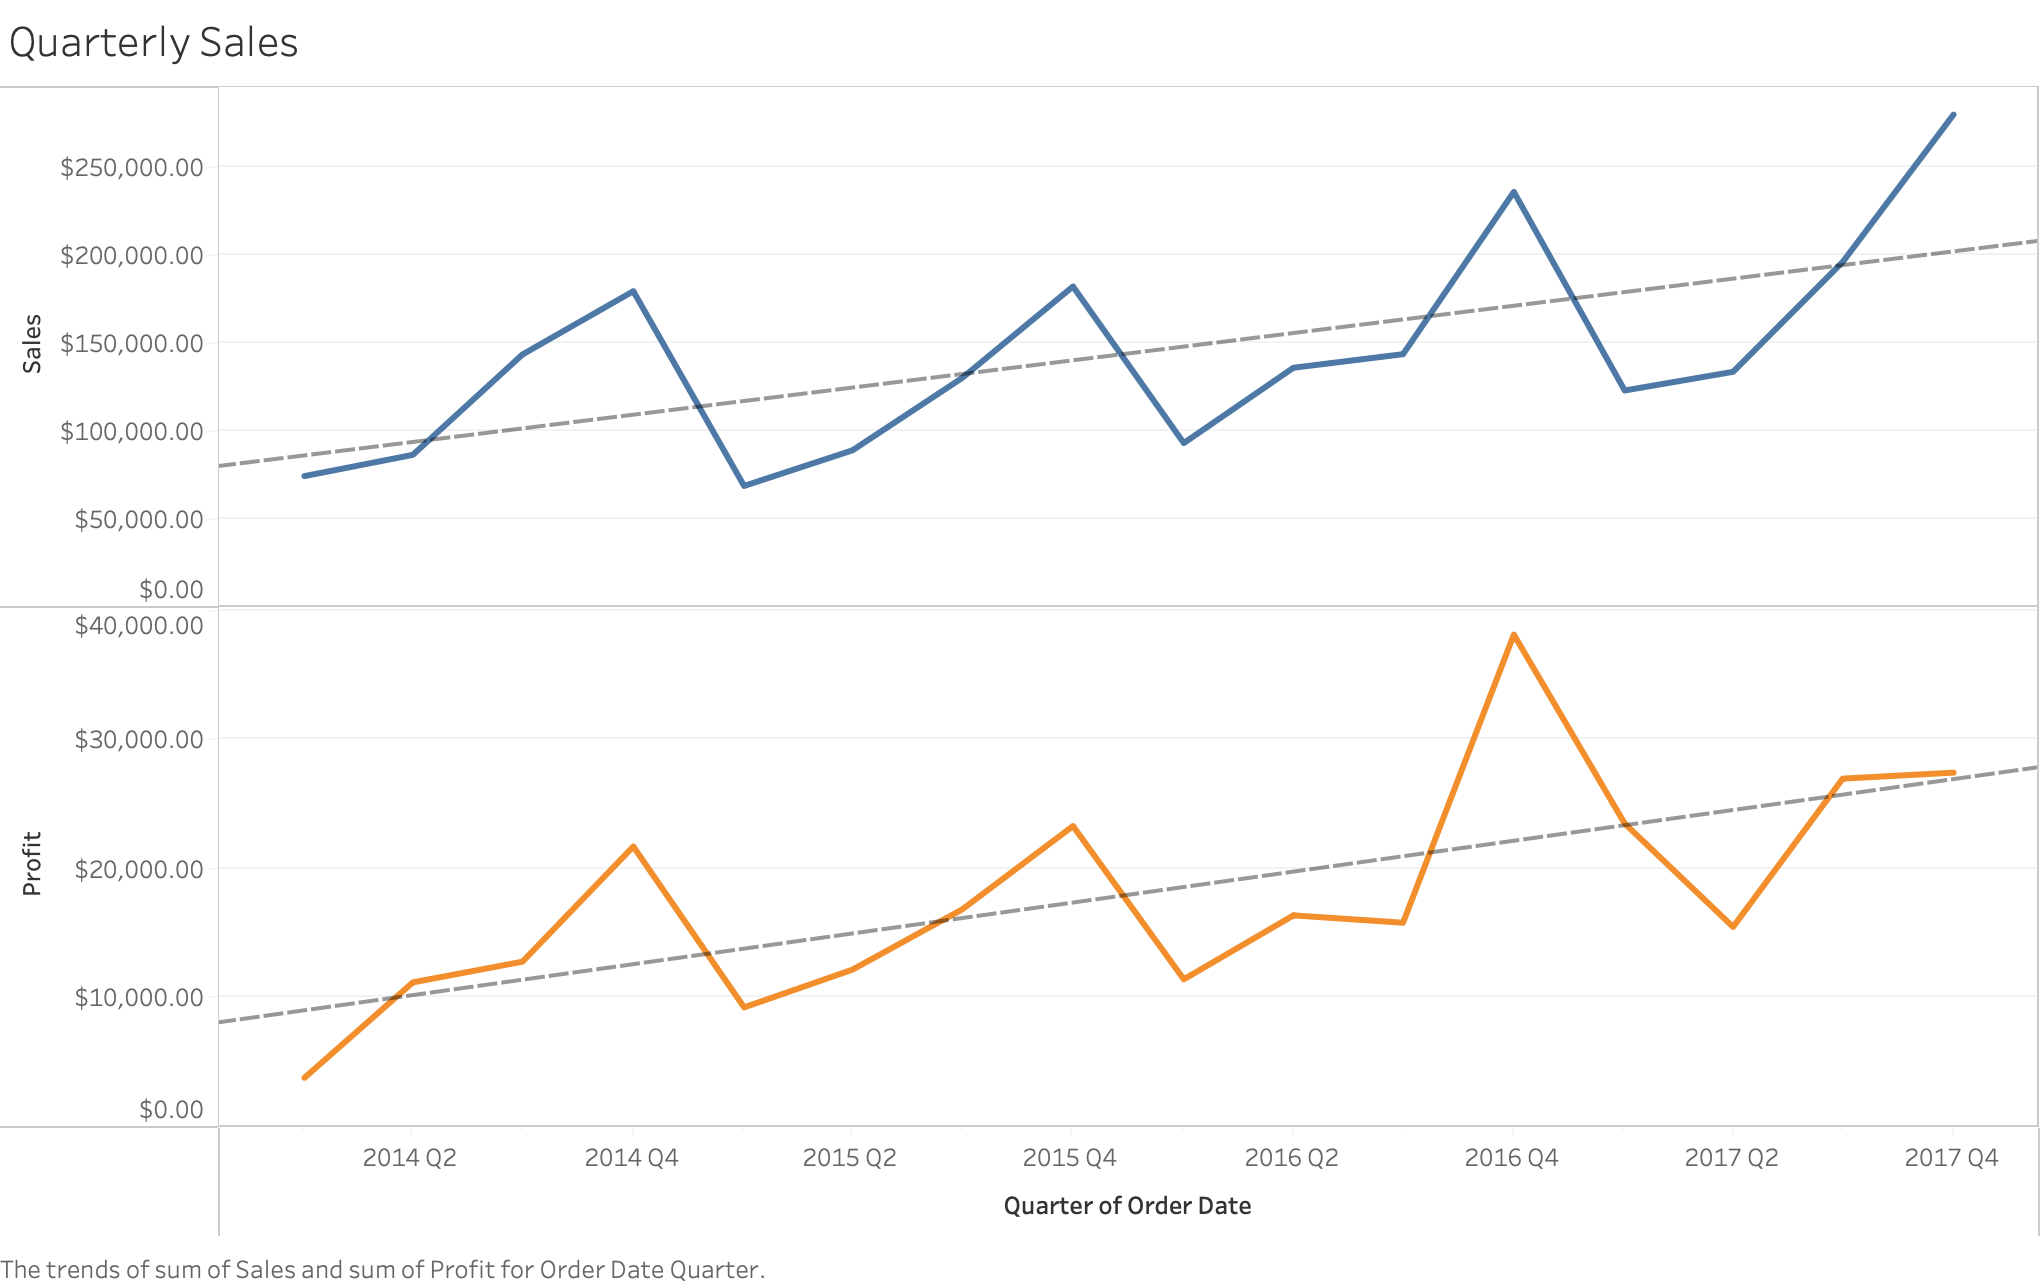 Quarterly Sales
Sales
$250,000.00
$200,000.00
$150,000.00
$100,000.00
$50,000.00
$0.00
Profit
$40,000.00
$30,000.00
$20,000.00
$10,000.00
$0.00
2014 Q2 2014 Q4 2015 Q2 2015 Q4 2016 Q2 2016 Q4 2017 Q2 2017 Q4
Quarter of Order Date
The trends of sum of Sales and sum of Profit for Order Date Quarter.